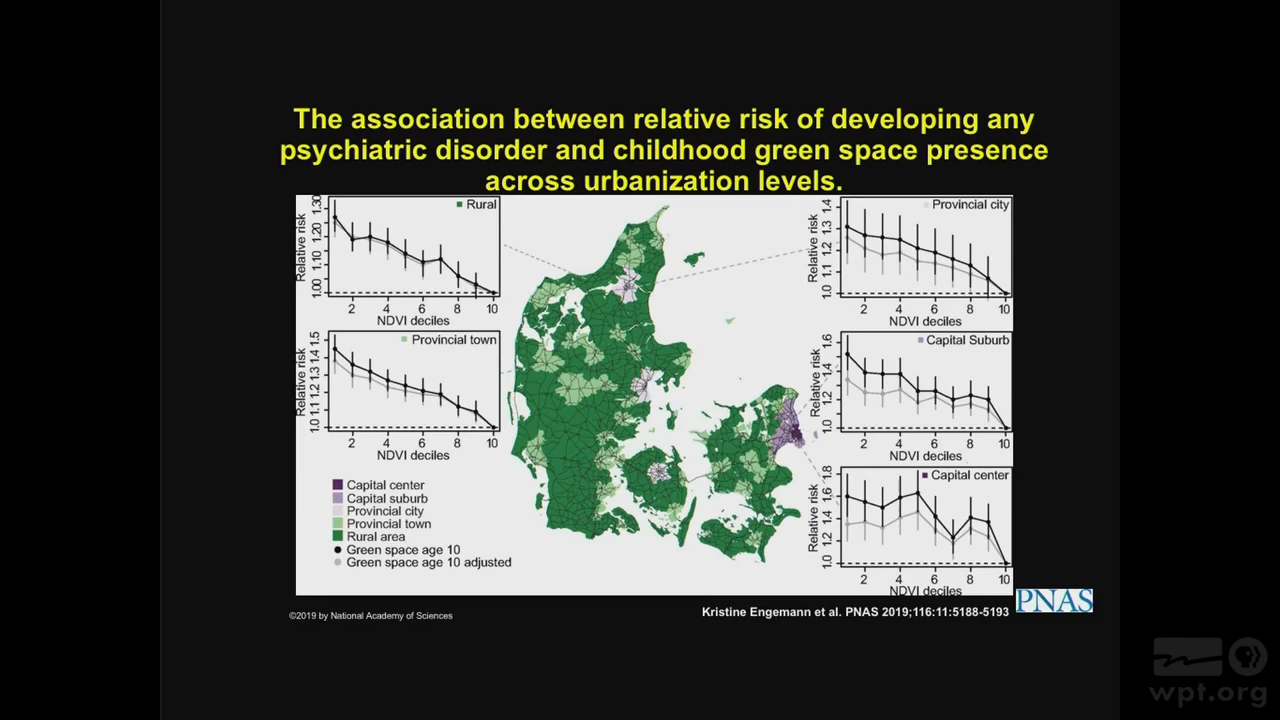 The association between relative risk of developing any
psychiatric disorder and childhood green space presence
across urbanization levels.
Rural
Relative risk
1.00 1.10 1.20 1.30
2 4 6 8 10
NDVI deciles
Provincial town
Relative risk
1.0 1.1 1.2 1.3 1.4 1.5
2 4 6 8 10
NDVI deciles
Provincial city
Relative risk
1.0 1.1 1.2 1.3 1.4
2 4 6 8 10
NDVI deciles
Capital Suburb
Relative risk
1.0 1.2 1.4 1.6
2 4 6 8 10
NDVI deciles
Capital center
Relative risk
1.0 1.2 1.4 1.6 1.8
2 4 6 8 10
NDVI deciles
Capital center
Capital suburb
Provincial city
Provincial town
Rural area
Green space age 10
Green space age 10 adjusted
©2019 by National Academy of Sciences
Kristine Engemann et al. PNAS 2019;116:11:5188-5193
PNAS
PBS
wpt.org